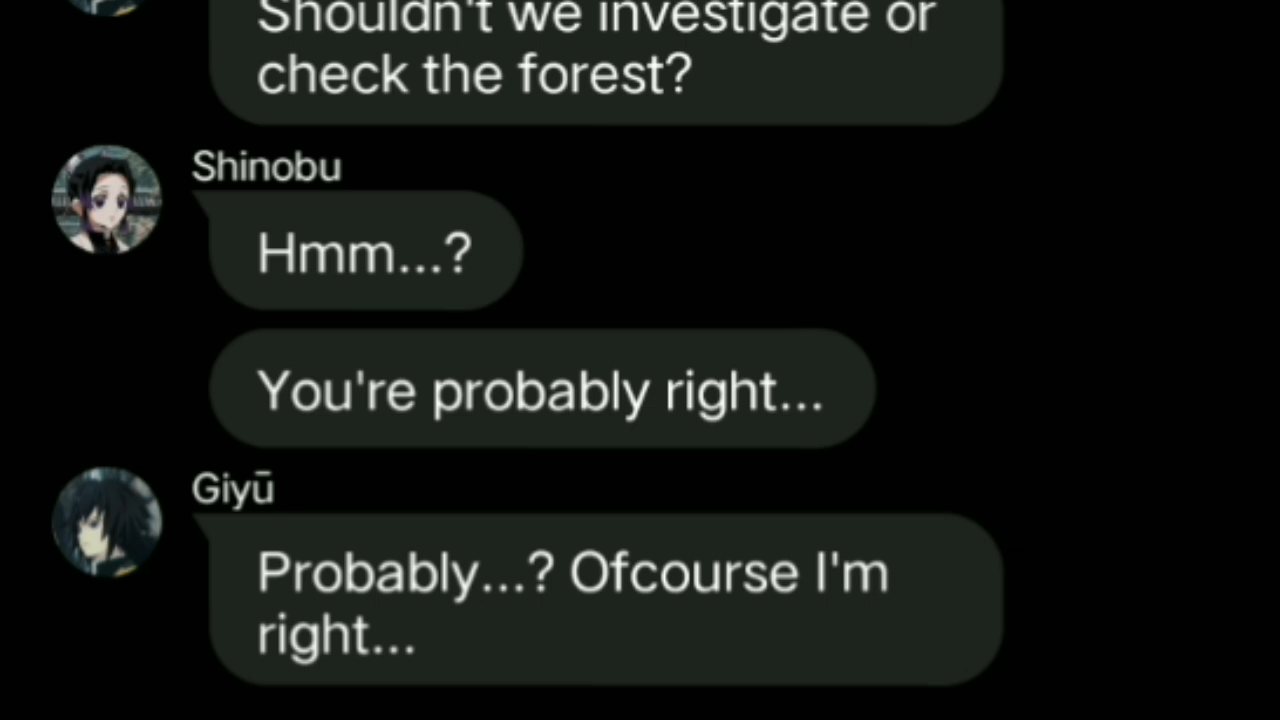 Shouldn't we investigate or
check the forest?
Shinobu
Hmm...?
You're probably right...
Giyū
Probably...? Ofcourse I'm
right...